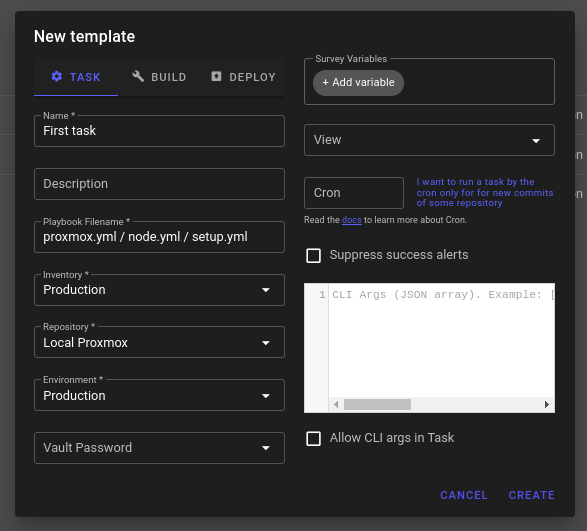 New template
TASK
BUILD
DEPLOY
Name *
First task
Description
Playbook Filename *
proxmox.yml / node.yml / setup.yml
Inventory *
Production
Repository *
Local Proxmox
Environment *
Production
Vault Password
Survey Variables
+ Add variable
View
Cron
I want to run a task by the
cron only for for new commits
of some repository
Read the docs to learn more about Cron.
Suppress success alerts
1 CLI Args (JSON array). Example: [
Allow CLI args in Task
CANCEL
CREATE
on
on
on